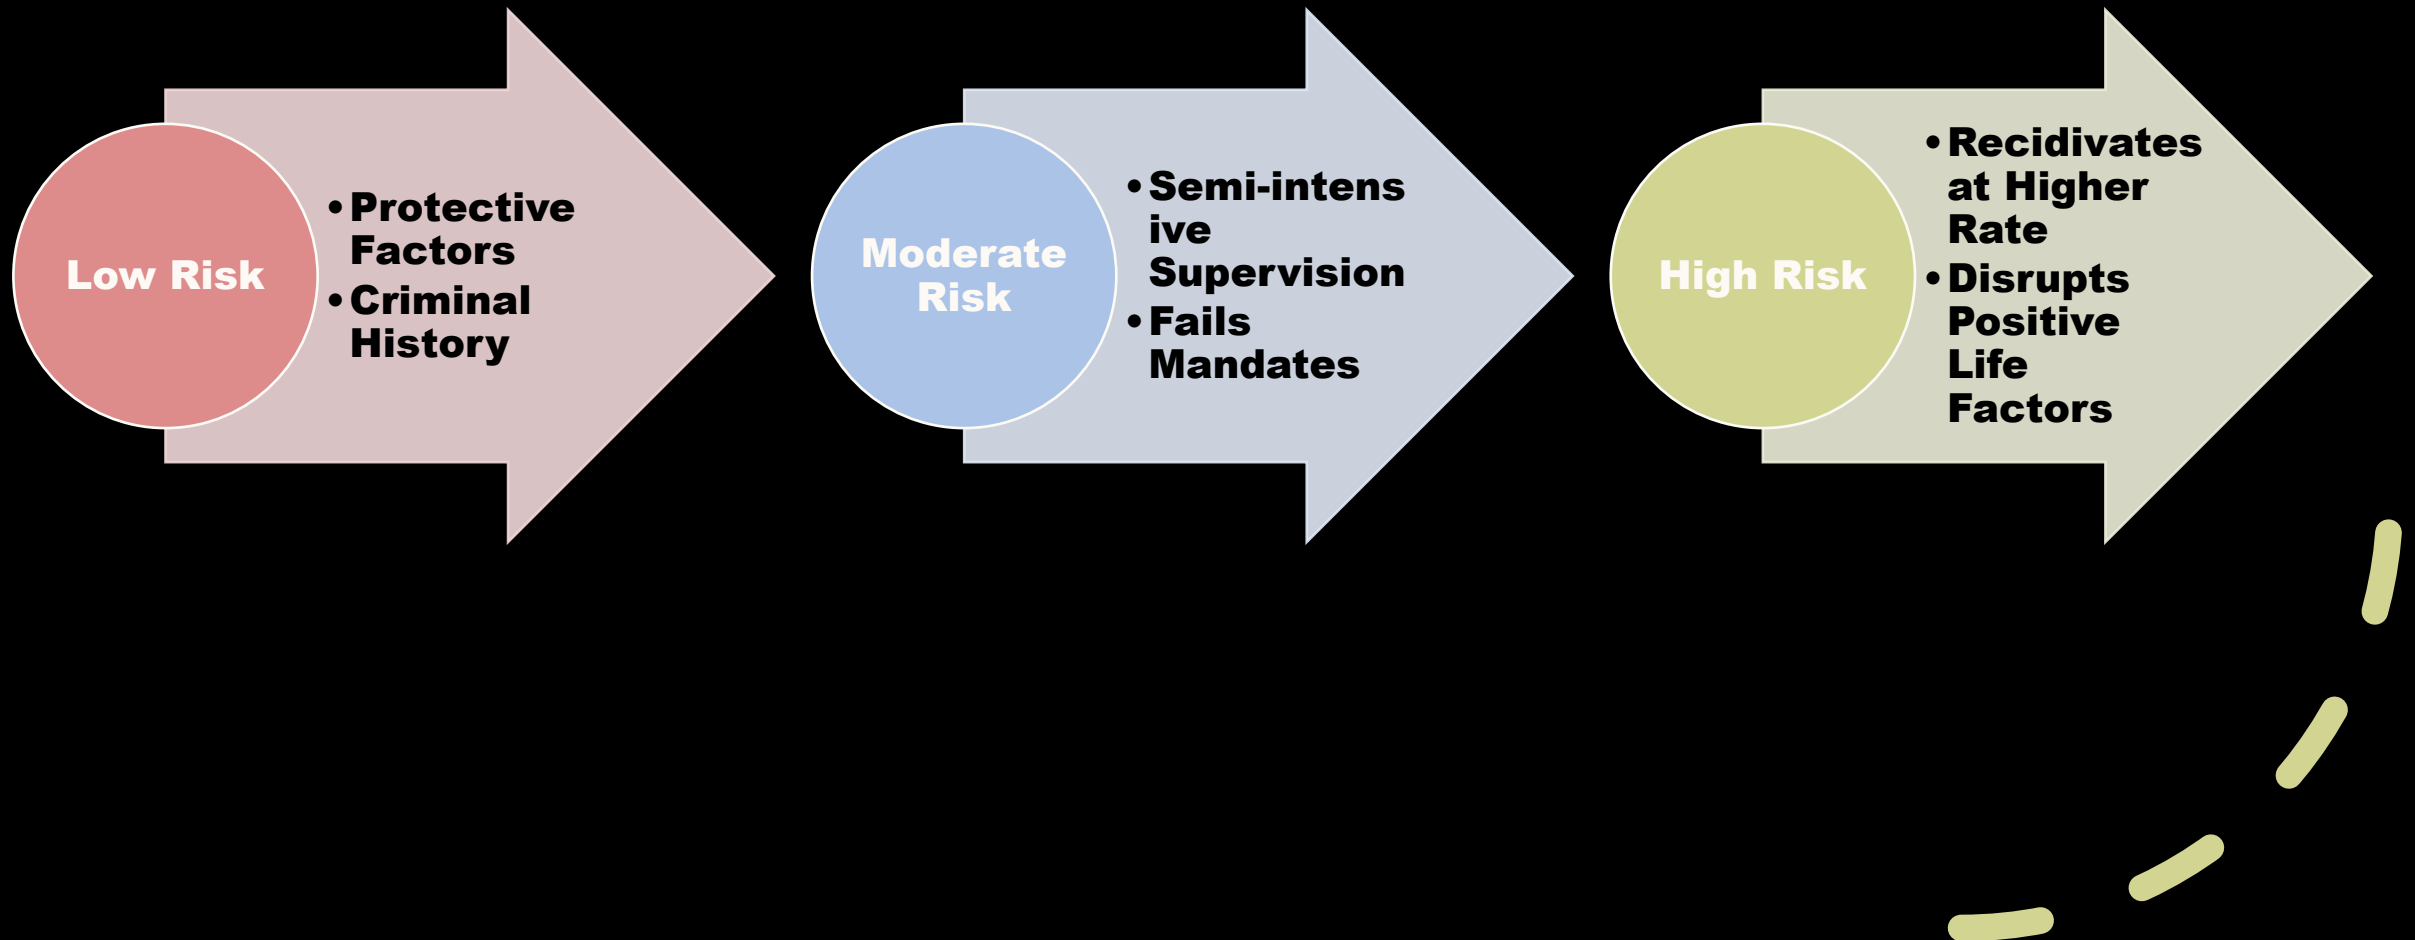 Low Risk
• Protective
Factors
• Criminal
History
Moderate
Risk
• Semi-intens
ive
Supervision
• Fails
Mandates
High Risk
• Recidivates
at Higher
Rate
• Disrupts
Positive
Life
Factors